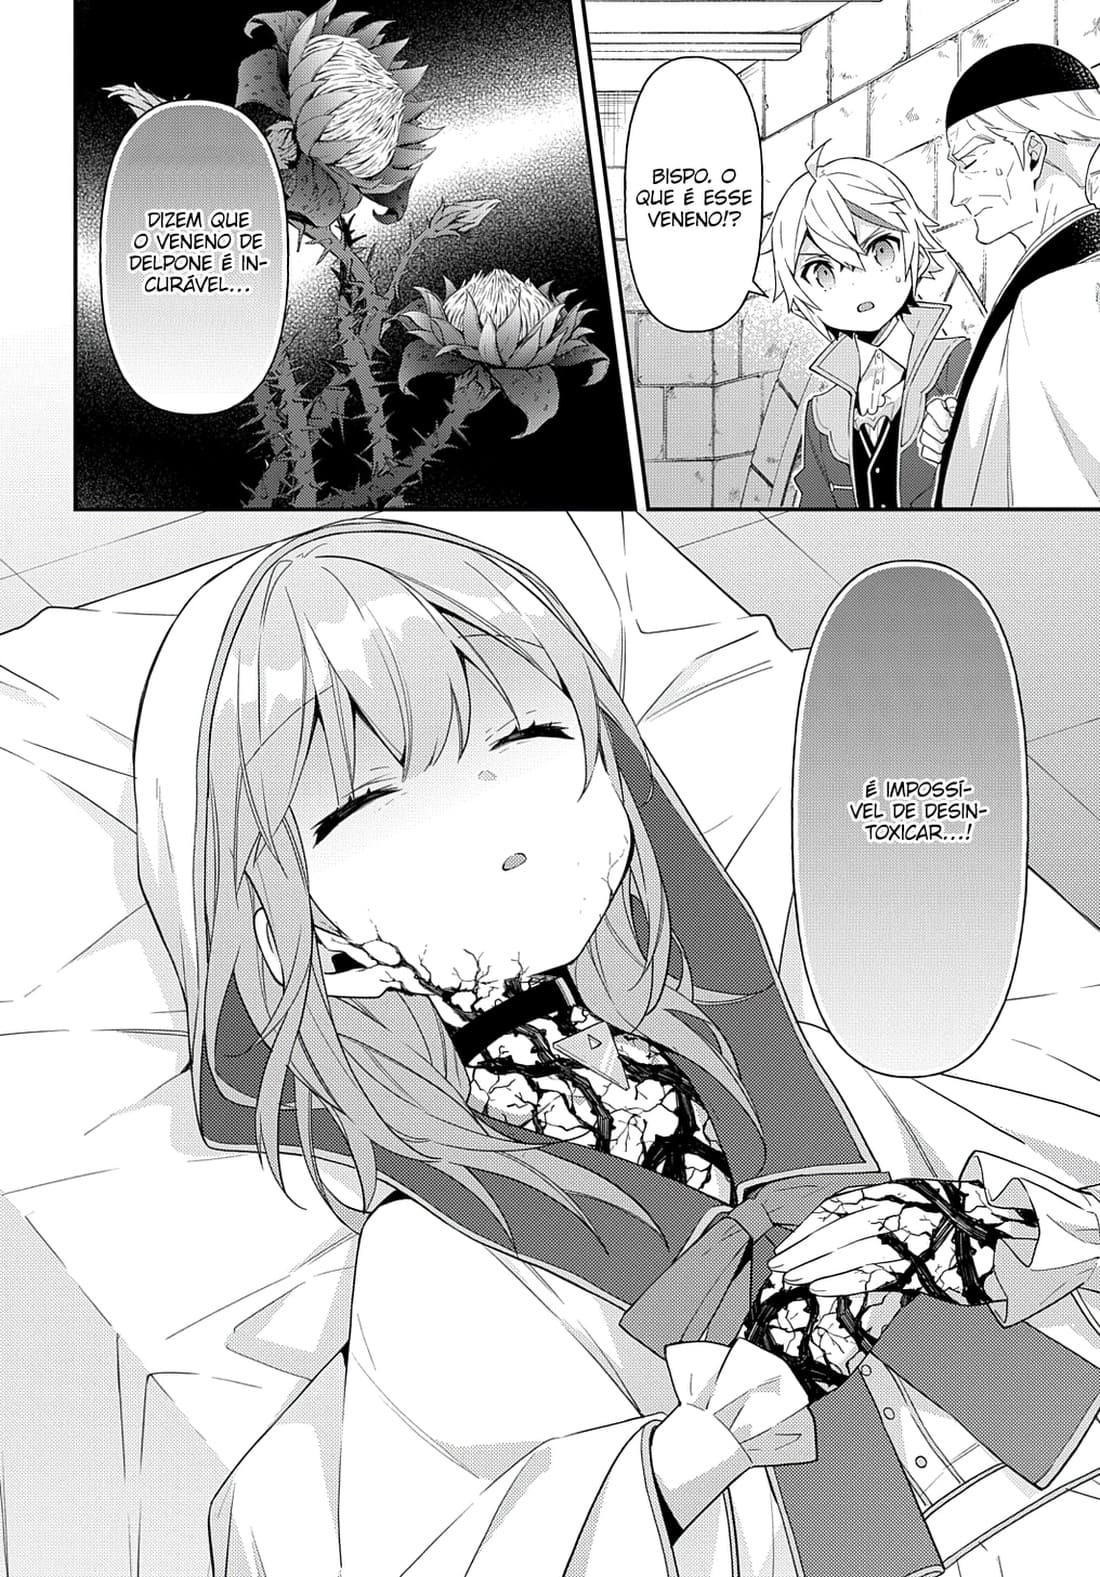 BISPO, O
QUE É ESSE
VENENO!?
DIZEM QUE
O VENENO DE
DELPONE É IN-
CURÁVEL...
É IMPOSSÍ-
VEL DE DESIN-
TOXICAR...!